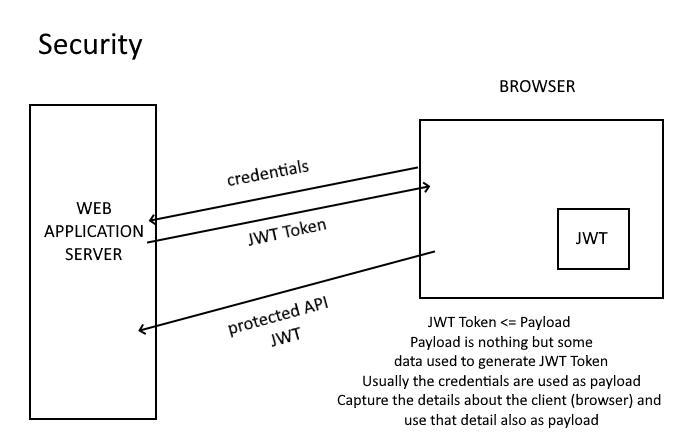 Security
BROWSER
credentials
WEB
APPLICATION
SERVER
JWT Token
JWT
protected API
JWT
JWT Token <= Payload
Payload is nothing but some
data used to generate JWT Token
Usually the credentials are used as payload
Capture the details about the client (browser) and
use that detail also as payload